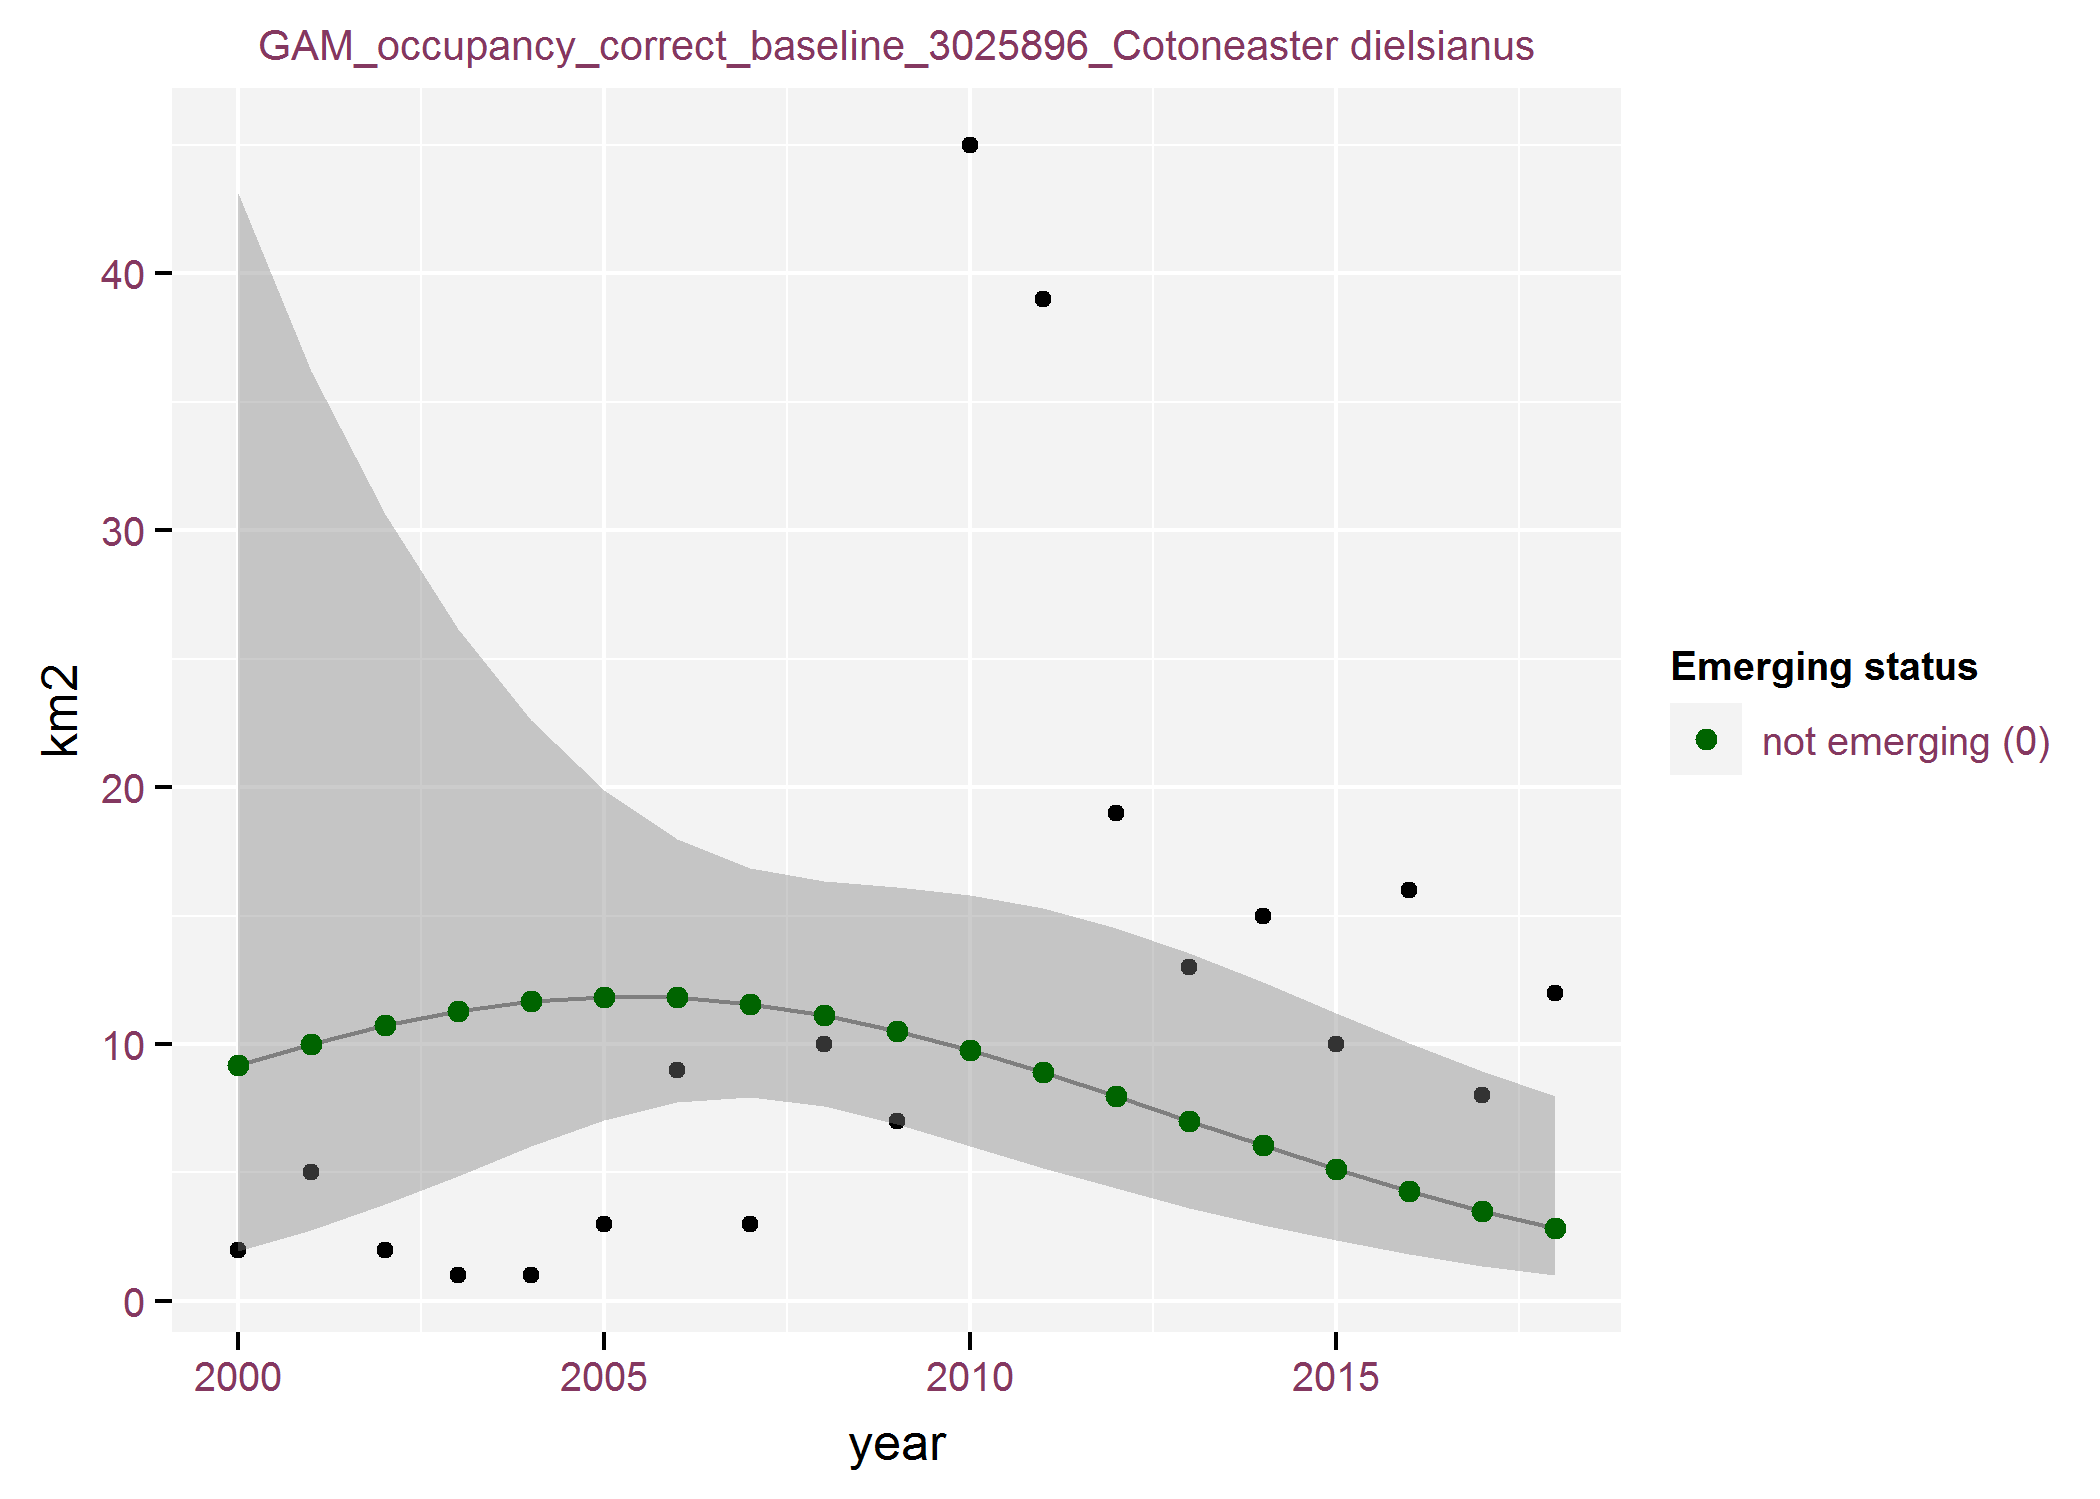 GAM_occupancy_correct_baseline_3025896_Cotoneaster dielsianus
40
30
20
10
0
km2
2000 2005 2010 2015
year
Emerging status
not emerging (0)